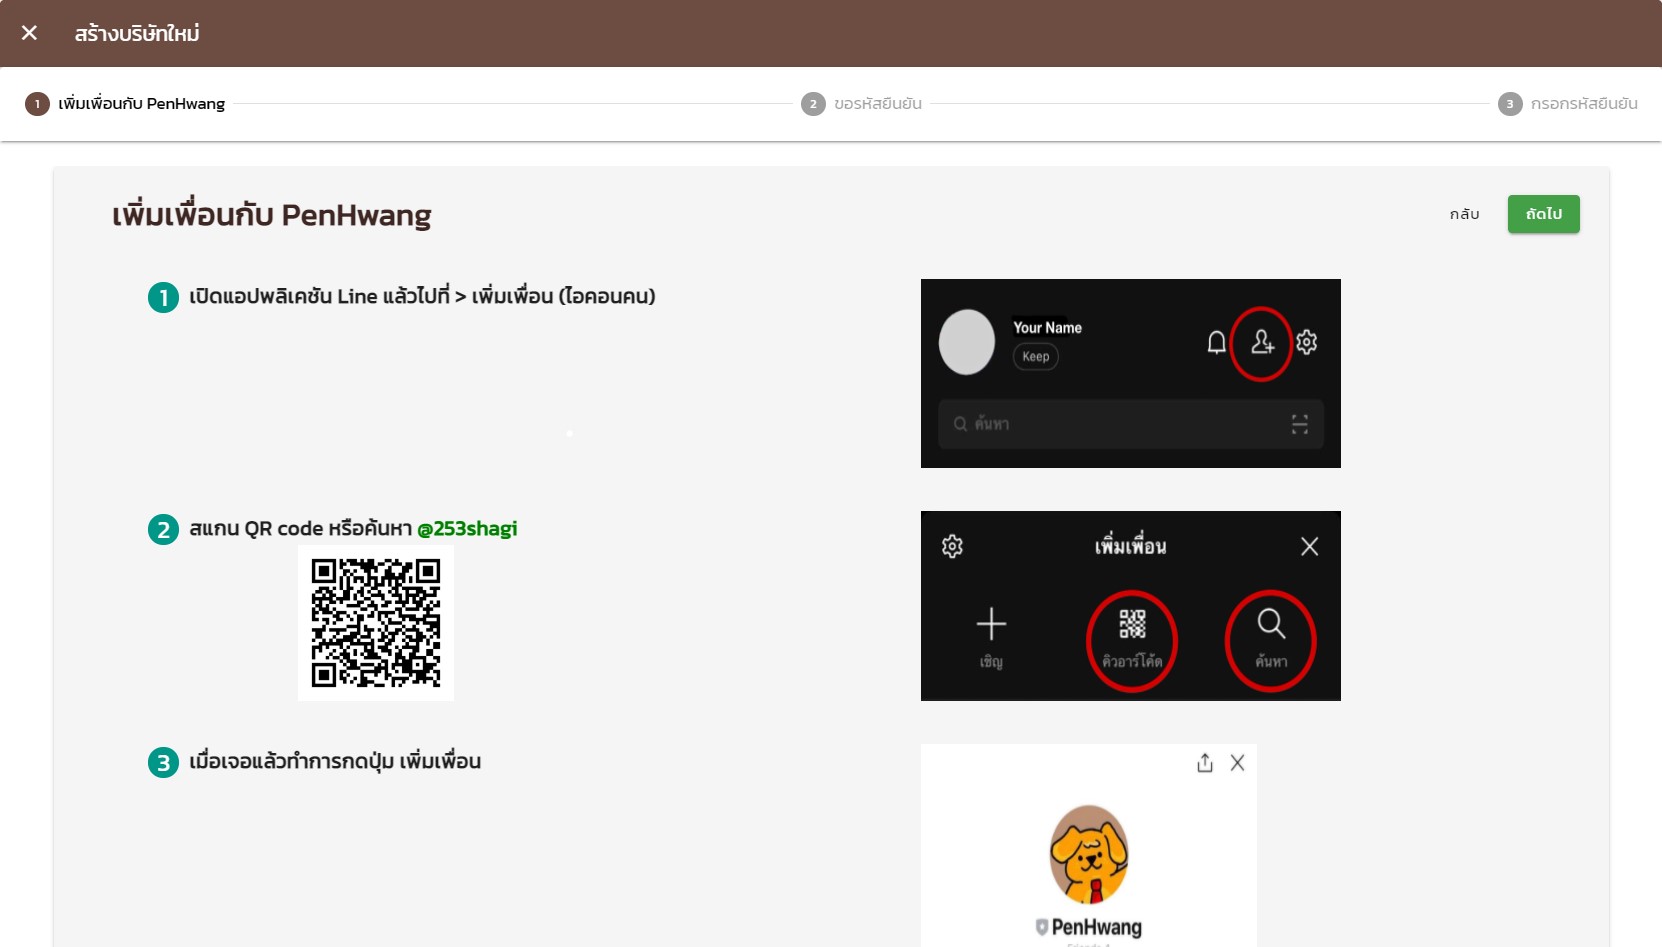 สร้างบริษัทใหม่
1 เพิ่มเพื่อนกับ PenHwang
2 ขอรหัสยืนยัน
3 กรอกรหัสยืนยัน
เพิ่มเพื่อนกับ PenHwang
กลับ
ถัดไป
1 เปิดแอปพลิเคชัน Line แล้วไปที่ > เพิ่มเพื่อน (ไอคอนคน)
Your Name
Keep
ค้นหา
2 สแกน QR code หรือค้นหา @253shagi
เพิ่มเพื่อน
เชิญ
คิวอาร์โค้ด
ค้นหา
3 เมื่อเจอแล้วทำการกดปุ่ม เพิ่มเพื่อน
PenHwang